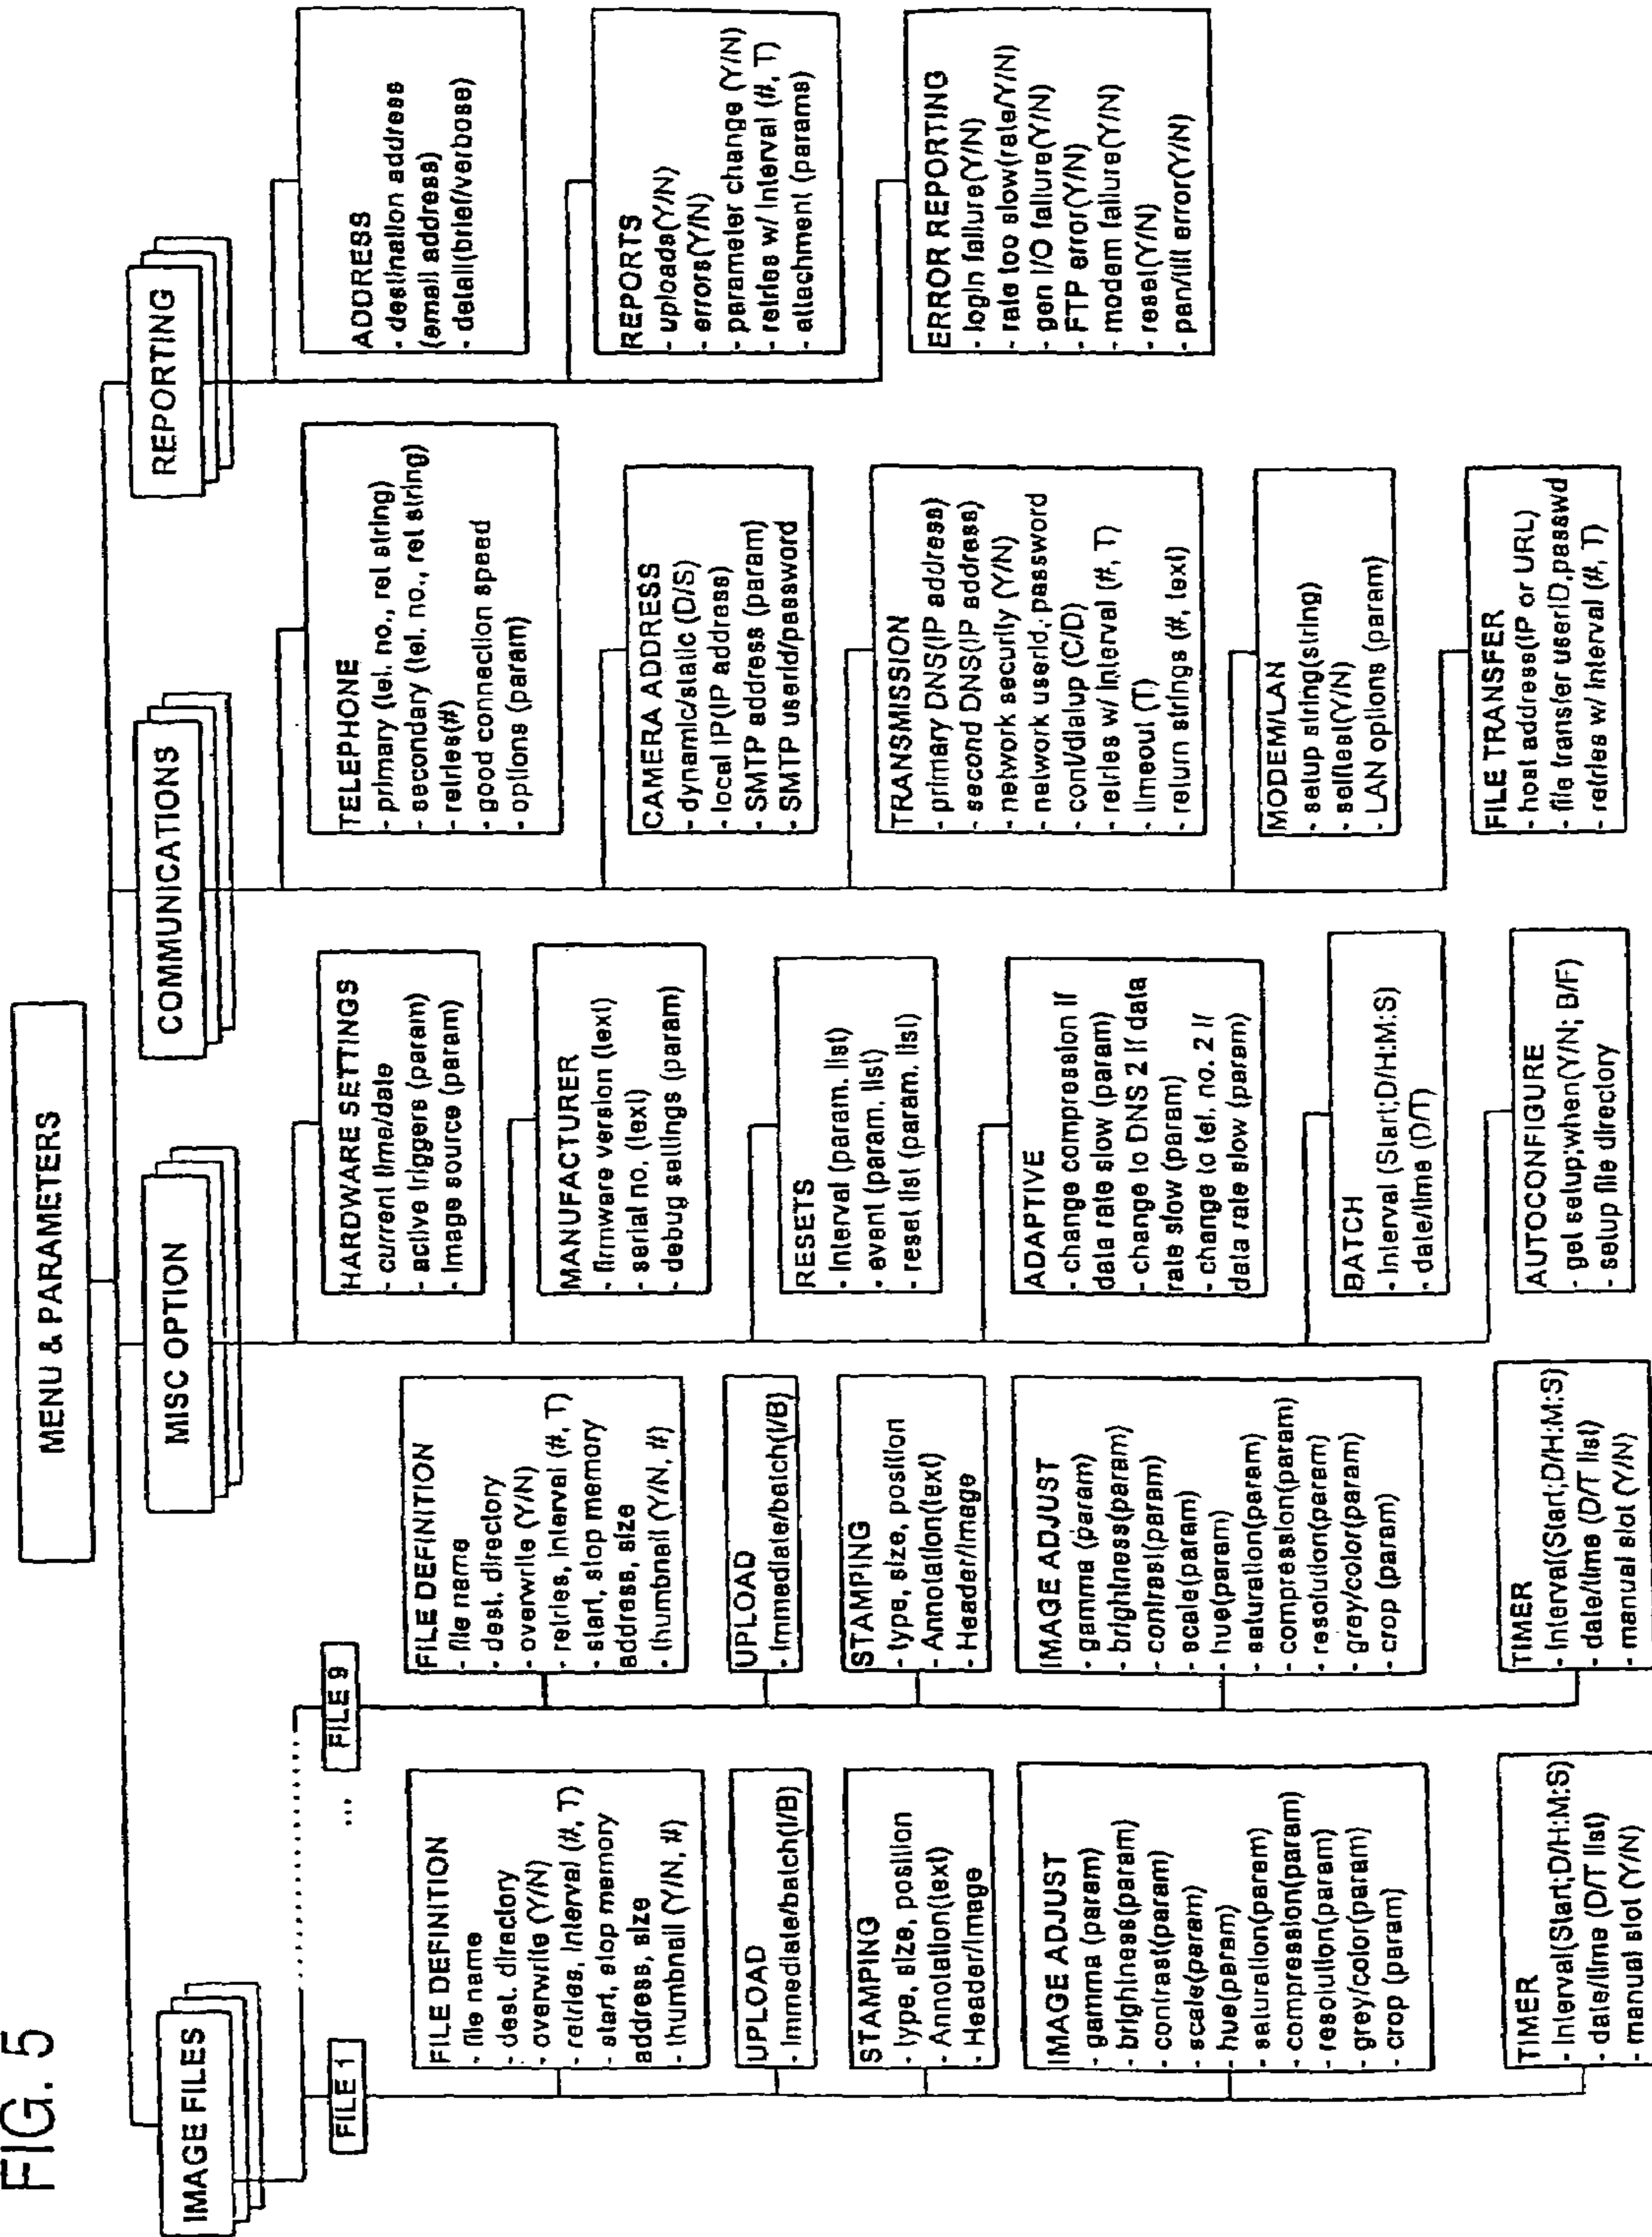 FIG. 5
MENU & PARAMETERS
IMAGE FILES
MISC OPTION
COMMUNICATIONS
REPORTING
FILE 1
...
FILE 9
FILE DEFINITION
- file name
- dest. directory
- overwrite (Y/N)
- retries, interval (#, T)
- start, stop memory
address, size
- thumbnail (Y/N, #)
UPLOAD
- Immediate/batch(I/B)
STAMPING
- type, size, position
- Annotation(text)
- Header/Image
IMAGE ADJUST
- gamma (param)
- brightness(param)
- contrast(param)
- scale(param)
- hue(param)
- saturation(param)
- compression(param)
- resolution(param)
- grey/color(param)
- crop (param)
TIMER
- Interval(Start;D/H:M:S)
- date/time (D/T list)
- manual slot (Y/N)
FILE DEFINITION
- file name
- dest. directory
- overwrite (Y/N)
- retries, interval (#, T)
- start, stop memory
address, size
- thumbnail (Y/N, #)
UPLOAD
- Immediate/batch(I/B)
STAMPING
- type, size, position
- Annotation(text)
- Header/Image
IMAGE ADJUST
- gamma (param)
- brightness(param)
- contrast(param)
- scale(param)
- hue(param)
- saturation(param)
- compression(param)
- resolution(param)
- grey/color(param)
- crop (param)
TIMER
- Interval(Start;D/H:M:S)
- date/time (D/T list)
- manual slot (Y/N)
HARDWARE SETTINGS
- current time/date
- active triggers (param)
- Image source (param)
MANUFACTURER
- firmware version (text)
- serial no. (text)
- debug settings (param)
RESETS
- Interval (param. list)
- event (param. list)
- reset list (param. list)
ADAPTIVE
- change compression if
data rate slow (param)
- change to DNS 2 if data
rate slow (param)
- change to tel. no. 2 if
data rate slow (param)
BATCH
- Interval (Start;D/H:M:S)
- date/time (D/T)
AUTOCONFIGURE
- get setup;when(Y/N; B/F)
- setup file directory
TELEPHONE
- primary (tel. no., ret string)
- secondary (tel. no., ret string)
- retries(#)
- good connection speed
- options (param)
CAMERA ADDRESS
- dynamic/static (D/S)
- local IP(IP address)
- SMTP address (param)
- SMTP userid/password
TRANSMISSION
- primary DNS(IP address)
- second DNS(IP address)
- network security (Y/N)
- network userid, password
- cont/dialup (C/D)
- retries w/ interval (#, T)
- timeout (T)
- return strings (#, text)
MODEM/LAN
- setup string(string)
- selftest(Y/N)
- LAN options (param)
FILE TRANSFER
- host address(IP or URL)
- file transfer userID,passwd
- retries w/ interval (#, T)
ADDRESS
- destination address
(email address)
- detail(brief/verbose)
REPORTS
- uploads(Y/N)
- errors(Y/N)
- parameter change (Y/N)
- retries w/ interval (#, T)
- attachment (params)
ERROR REPORTING
- login failure(Y/N)
- rate too slow(rate/Y/N)
- gen I/O failure(Y/N)
- FTP error(Y/N)
- modem failure(Y/N)
- reset(Y/N)
- pan/tilt error(Y/N)